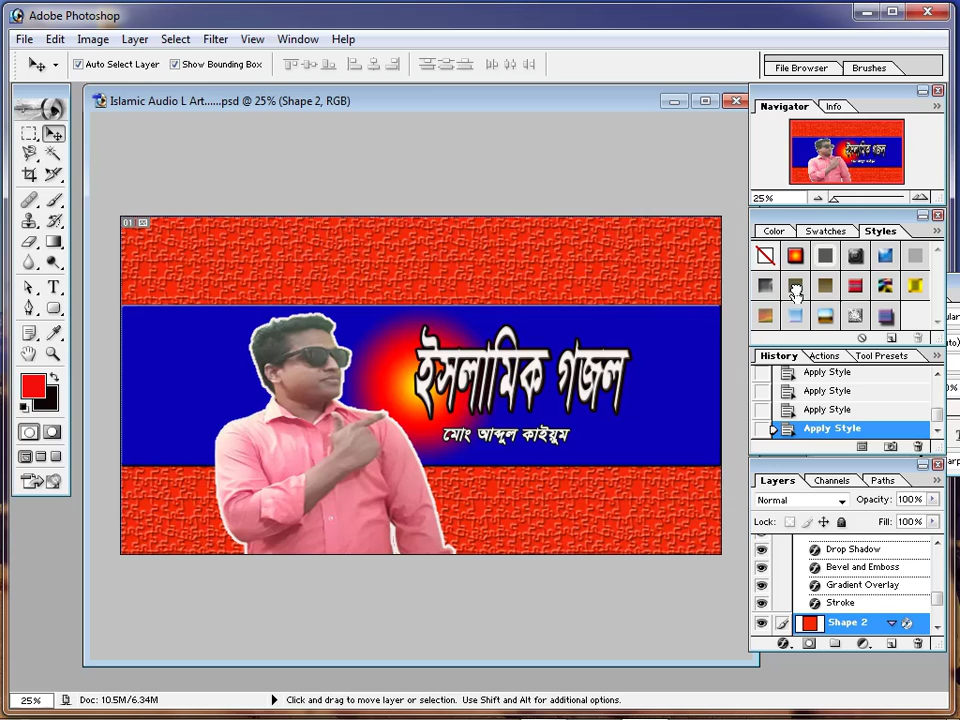 Adobe Photoshop
File Edit Image Layer Select Filter View Window Help
Auto Select Layer Show Bounding Box File Browser Brushes
Islamic Audio L Art......psd @ 25% (Shape 2, RGB)
Navigator Info
25%
Color Swatches Styles
01
ইসলামিক গজল
মোঃ আব্দুল কাইয়ুম
History Actions Tool Presets
Apply Style
Apply Style
Apply Style
Apply Style
Layers Channels Paths
Normal Opacity: 100%
Lock: Fill: 100%
Drop Shadow
Bevel and Emboss
Gradient Overlay
Stroke
Shape 2
25% Doc: 10.5M/6.34M Click and drag to move layer or selection. Use Shift and Alt for additional options.